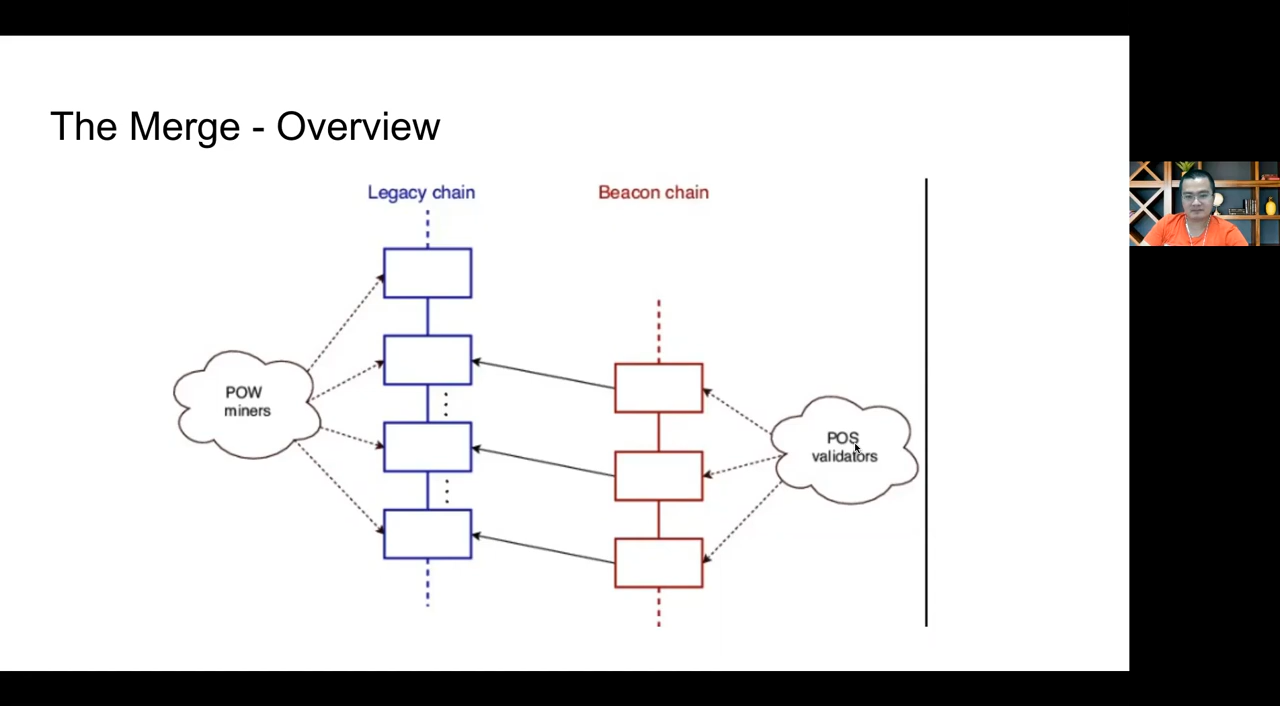 The Merge - Overview
Legacy chain
Beacon chain
POW
miners
POS
validators